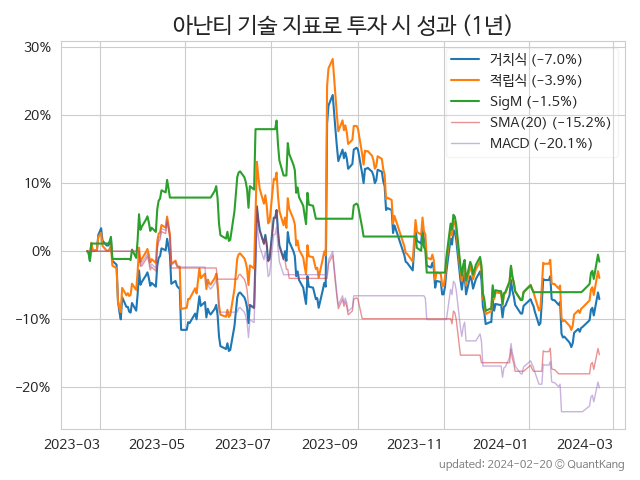 아난티 기술 지표로 투자 시 성과 (1년)
30%
20%
10%
0%
−10%
−20%
거치식 (−7.0%)
적립식 (−3.9%)
SigM (−1.5%)
SMA(20) (−15.2%)
MACD (−20.1%)
2023-03
2023-05
2023-07
2023-09
2023-11
2024-01
2024-03
updated: 2024-02-20 © QuantKang